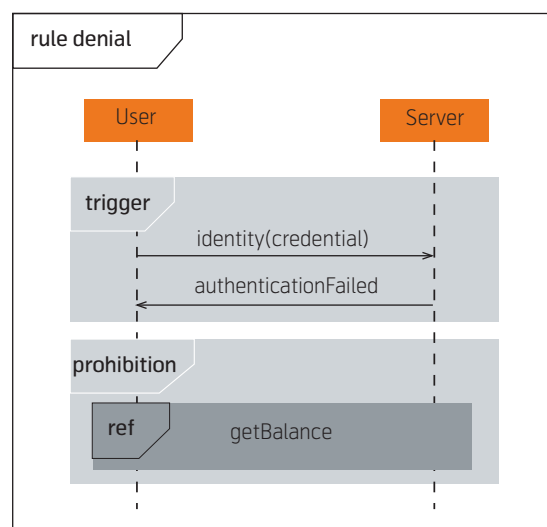 rule denial
User
Server
trigger
identity(credential)
authenticationFailed
prohibition
ref
getBalance